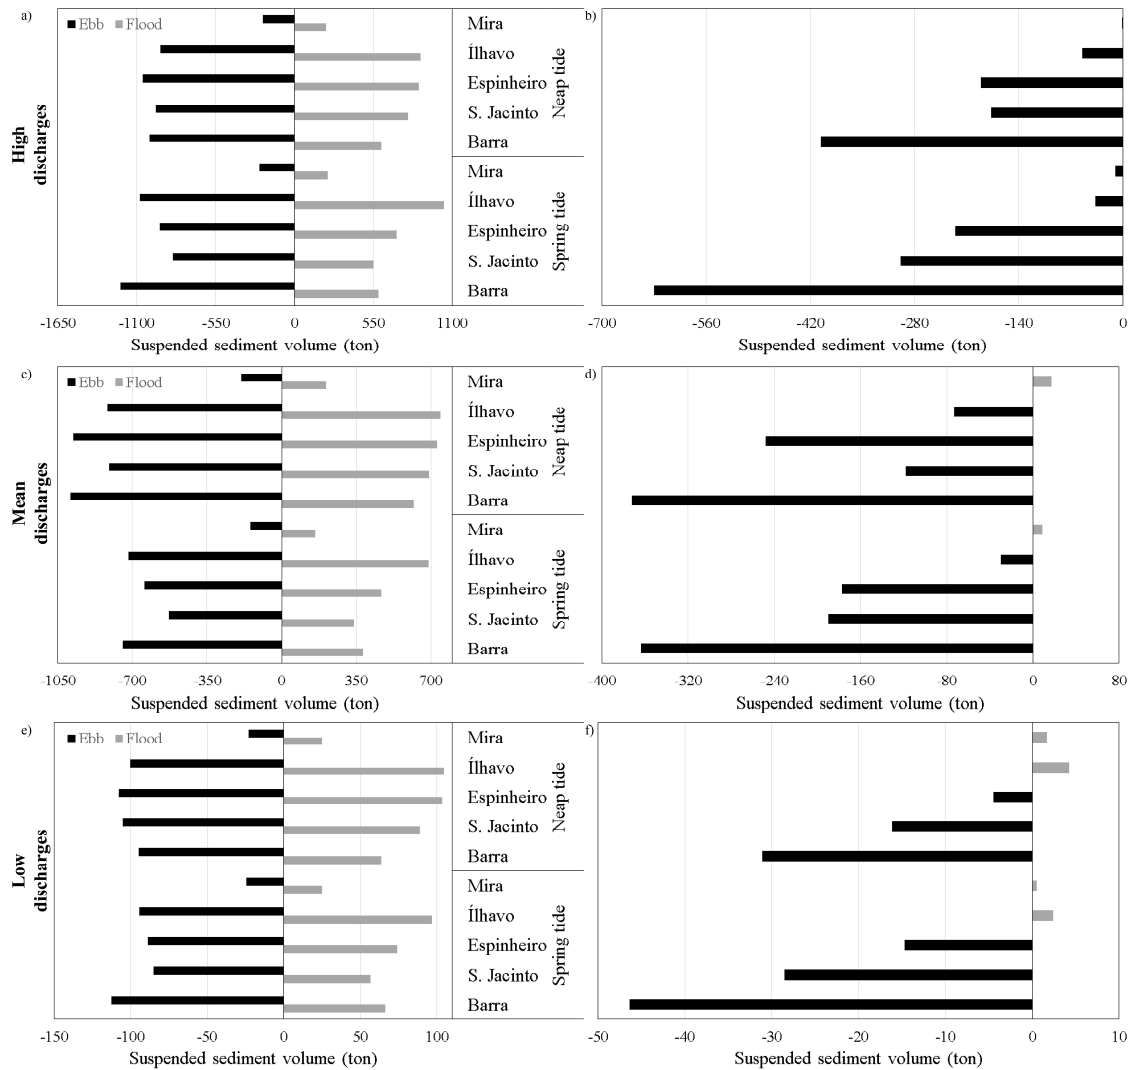 a)
Ebb Flood
High discharges
Mira
Ílhavo
Espinheiro
S. Jacinto
Barra
Neap tide
Mira
Ílhavo
Espinheiro
S. Jacinto
Barra
Spring tide
-1650 -1100 -550 0 550 1100
Suspended sediment volume (ton)
b)
-700 -560 -420 -280 -140 0
Suspended sediment volume (ton)
c)
Ebb Flood
Mean discharges
Mira
Ílhavo
Espinheiro
S. Jacinto
Barra
Neap tide
Mira
Ílhavo
Espinheiro
S. Jacinto
Barra
Spring tide
-1050 -700 -350 0 350 700
Suspended sediment volume (ton)
d)
-400 -320 -240 -160 -80 0 80
Suspended sediment volume (ton)
e)
Ebb Flood
Low discharges
Mira
Ílhavo
Espinheiro
S. Jacinto
Barra
Neap tide
Mira
Ílhavo
Espinheiro
S. Jacinto
Barra
Spring tide
-150 -100 -50 0 50 100
Suspended sediment volume (ton)
f)
-50 -40 -30 -20 -10 0 10
Suspended sediment volume (ton)